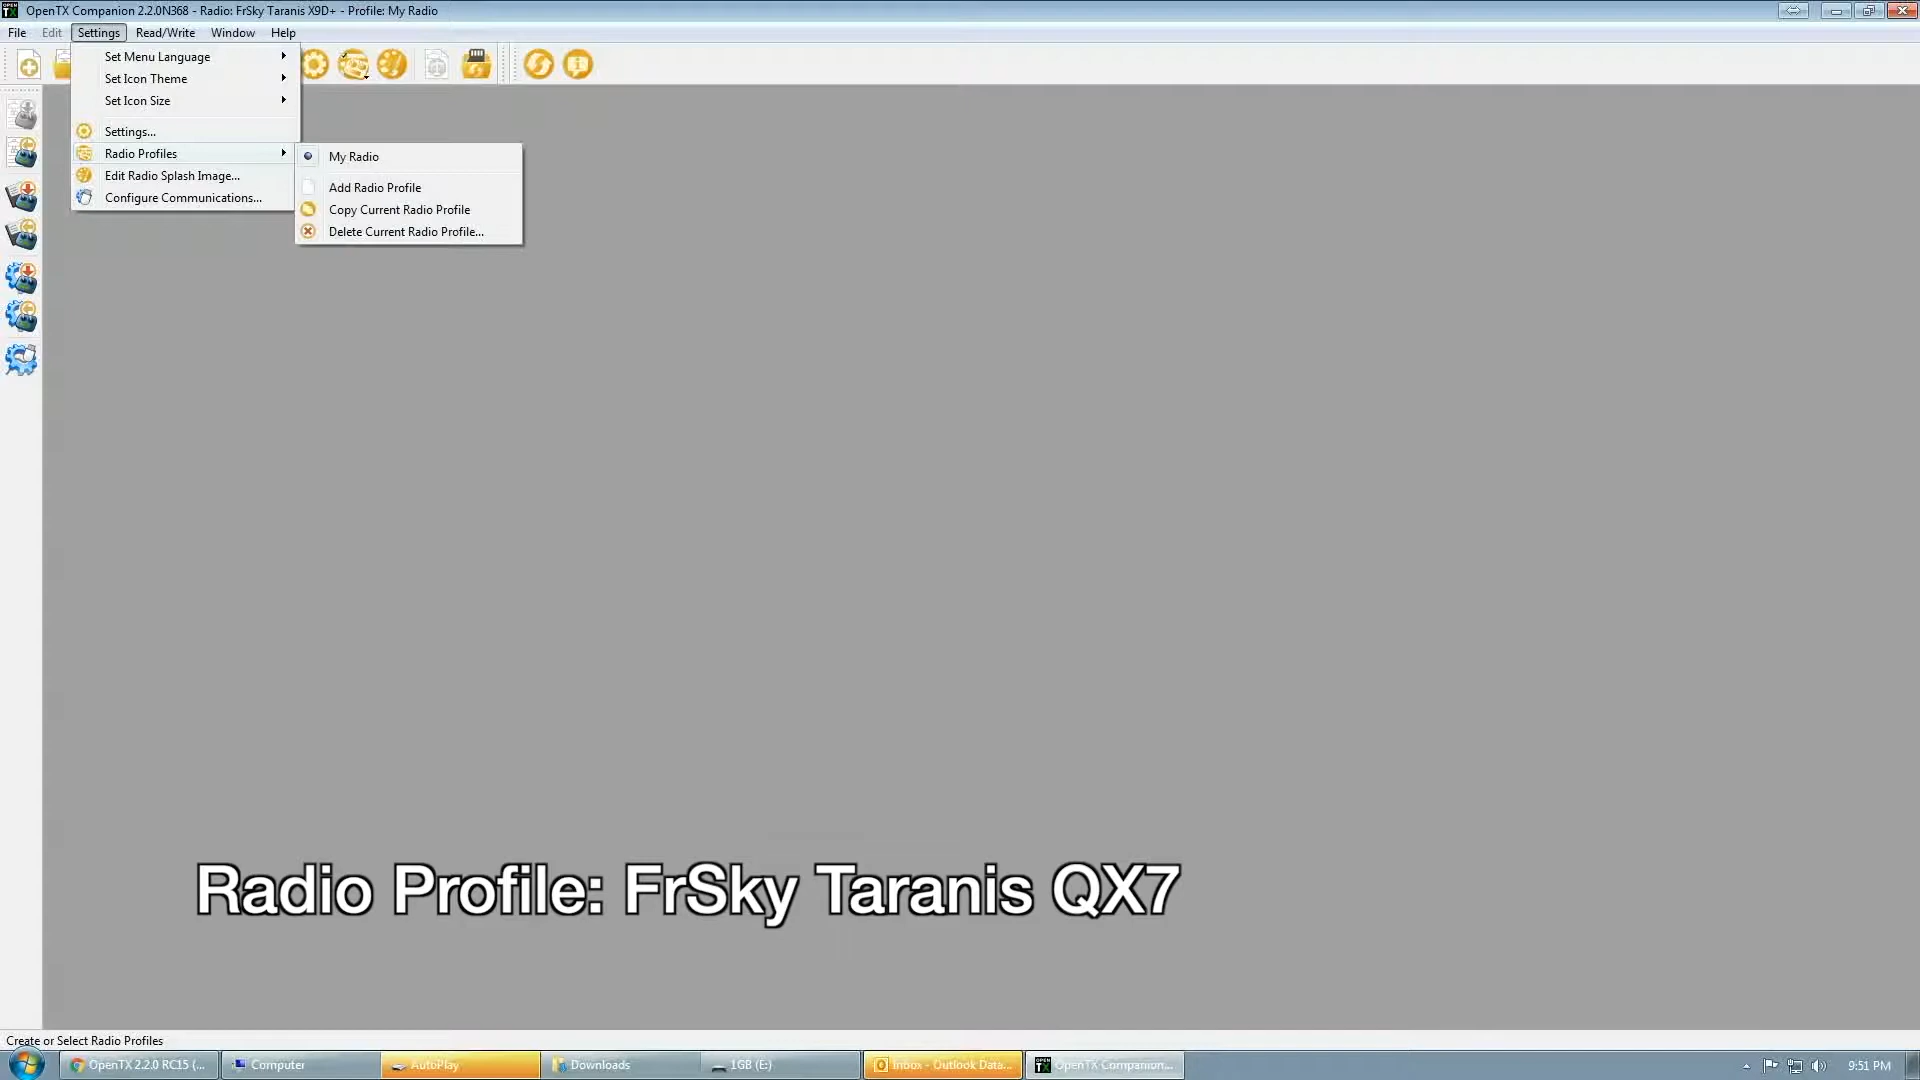 OpenTX Companion 2.2.0N368 - Radio: FrSky Taranis X9D+ - Profile: My Radio
File Edit Settings Read/Write Window Help
Set Menu Language
Set Icon Theme
Set Icon Size
Settings...
Radio Profiles
Edit Radio Splash Image...
Configure Communications...
My Radio
Add Radio Profile
Copy Current Radio Profile
Delete Current Radio Profile...
Radio Profile: FrSky Taranis QX7
Create or Select Radio Profiles
OpenTX 2.2.0 RC15 (... Computer AutoPlay Downloads 1GB (E:) Inbox - Outlook Data... OpenTX Companion... 9:51 PM